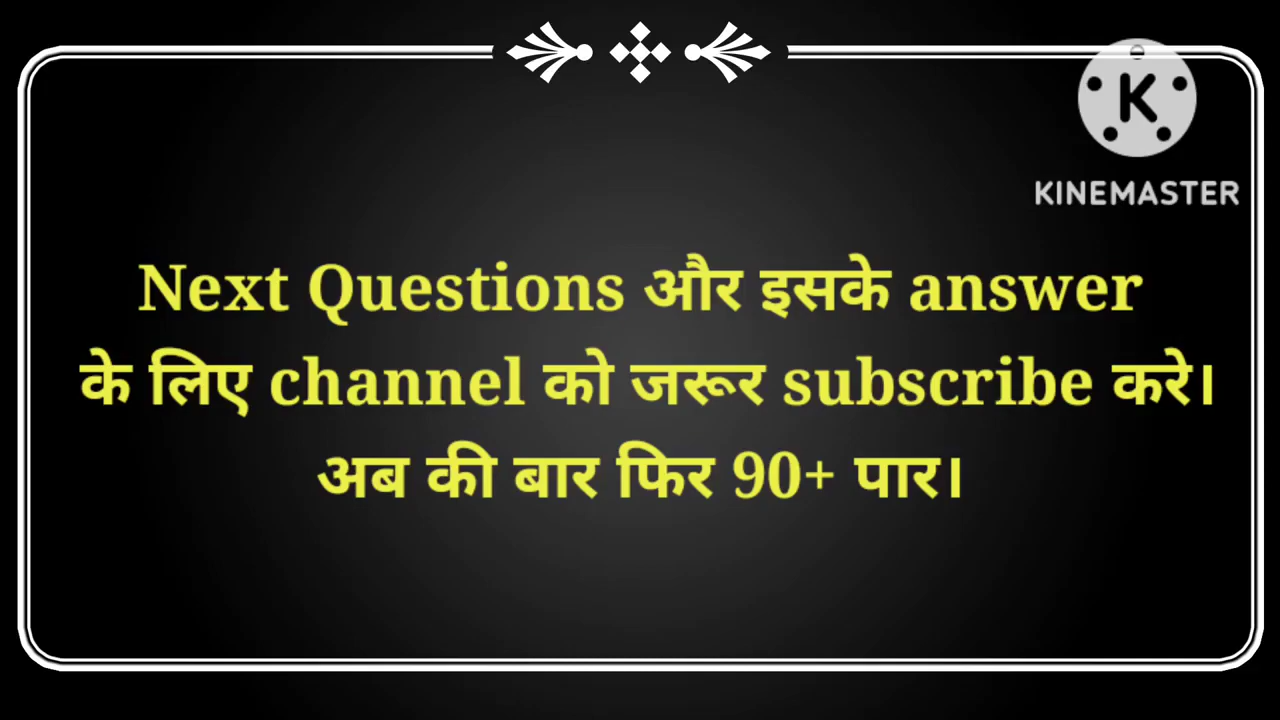 KINEMASTER
Next Questions और इसके answer
के लिए channel को जरूर subscribe करे।
अब की बार फिर 90+ पार।